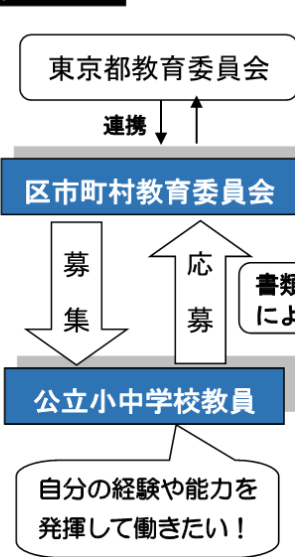 東京都教育委員会
連携
区市町村教育委員会
募集
応募
書類
によ
公立小中学校教員
自分の経験や能力を
発揮して働きたい！